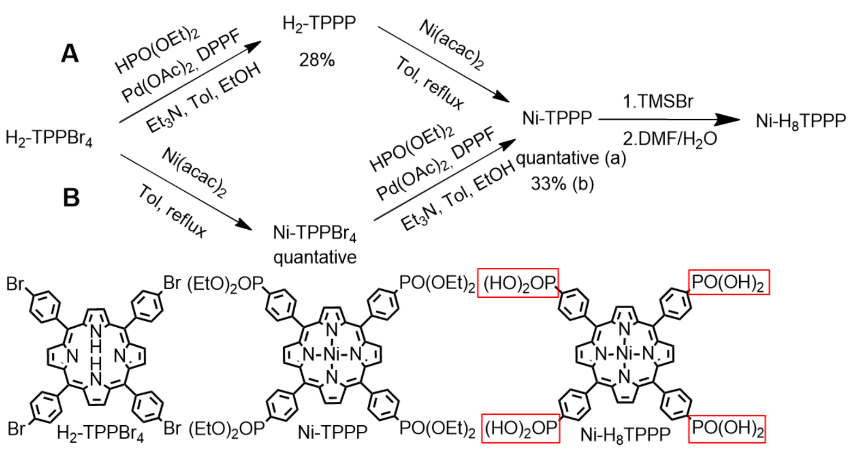 A
HPO(OEt)2
Pd(OAc)2, DPPF
Et3N, Tol, EtOH
H2-TPPP
28%
Ni(acac)2
Tol, reflux
H2-TPPBr4
Ni-TPPP
quantative (a)
33% (b)
1.TMSBr
2.DMF/H2O
Ni-H8TPPP
B
Ni(acac)2
Tol, reflux
Ni-TPPBr4
quantative
HPO(OEt)2
Pd(OAc)2, DPPF
Et3N, Tol, EtOH
Br
Br
N
H
N
N
H
N
Br
Br
H2-TPPBr4
(EtO)2OP
PO(OEt)2
N
N Ni N
N
(EtO)2OP
PO(OEt)2
Ni-TPPP
(HO)2OP
PO(OH)2
N
N Ni N
N
(HO)2OP
PO(OH)2
Ni-H8TPPP